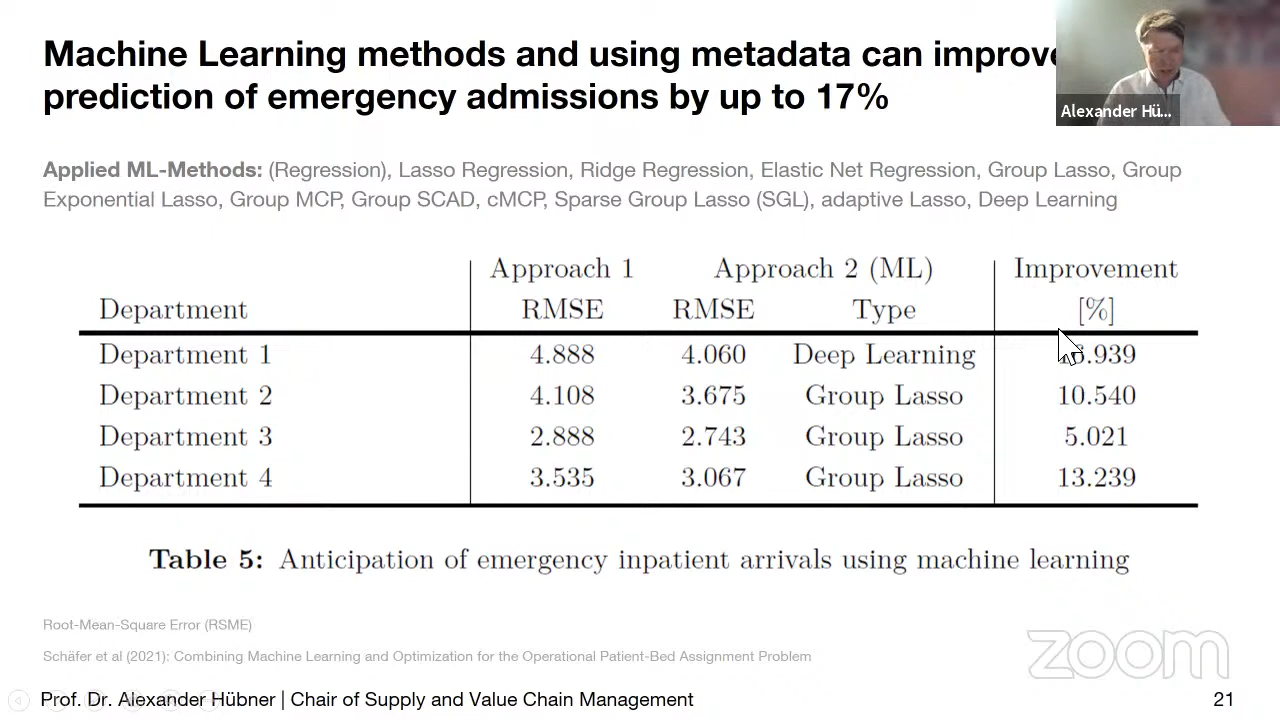 Machine Learning methods and using metadata can improve
prediction of emergency admissions by up to 17%
Alexander Hü...
Applied ML-Methods: (Regression), Lasso Regression, Ridge Regression, Elastic Net Regression, Group Lasso, Group
Exponential Lasso, Group MCP, Group SCAD, cMCP, Sparse Group Lasso (SGL), adaptive Lasso, Deep Learning
Approach 1 Approach 2 (ML) Improvement
Department RMSE RMSE Type [%]
Department 1 4.888 4.060 Deep Learning
Department 2 4.108 3.675 Group Lasso 10.540
Department 3 2.888 2.743 Group Lasso 5.021
Department 4 3.535 3.067 Group Lasso 13.239
Table 5: Anticipation of emergency inpatient arrivals using machine learning
Root-Mean-Square Error (RSME)
Schäfer et al (2021): Combining Machine Learning and Optimization for the Operational Patient-Bed Assignment Problem
zoom
Prof. Dr. Alexander Hübner | Chair of Supply and Value Chain Management 21